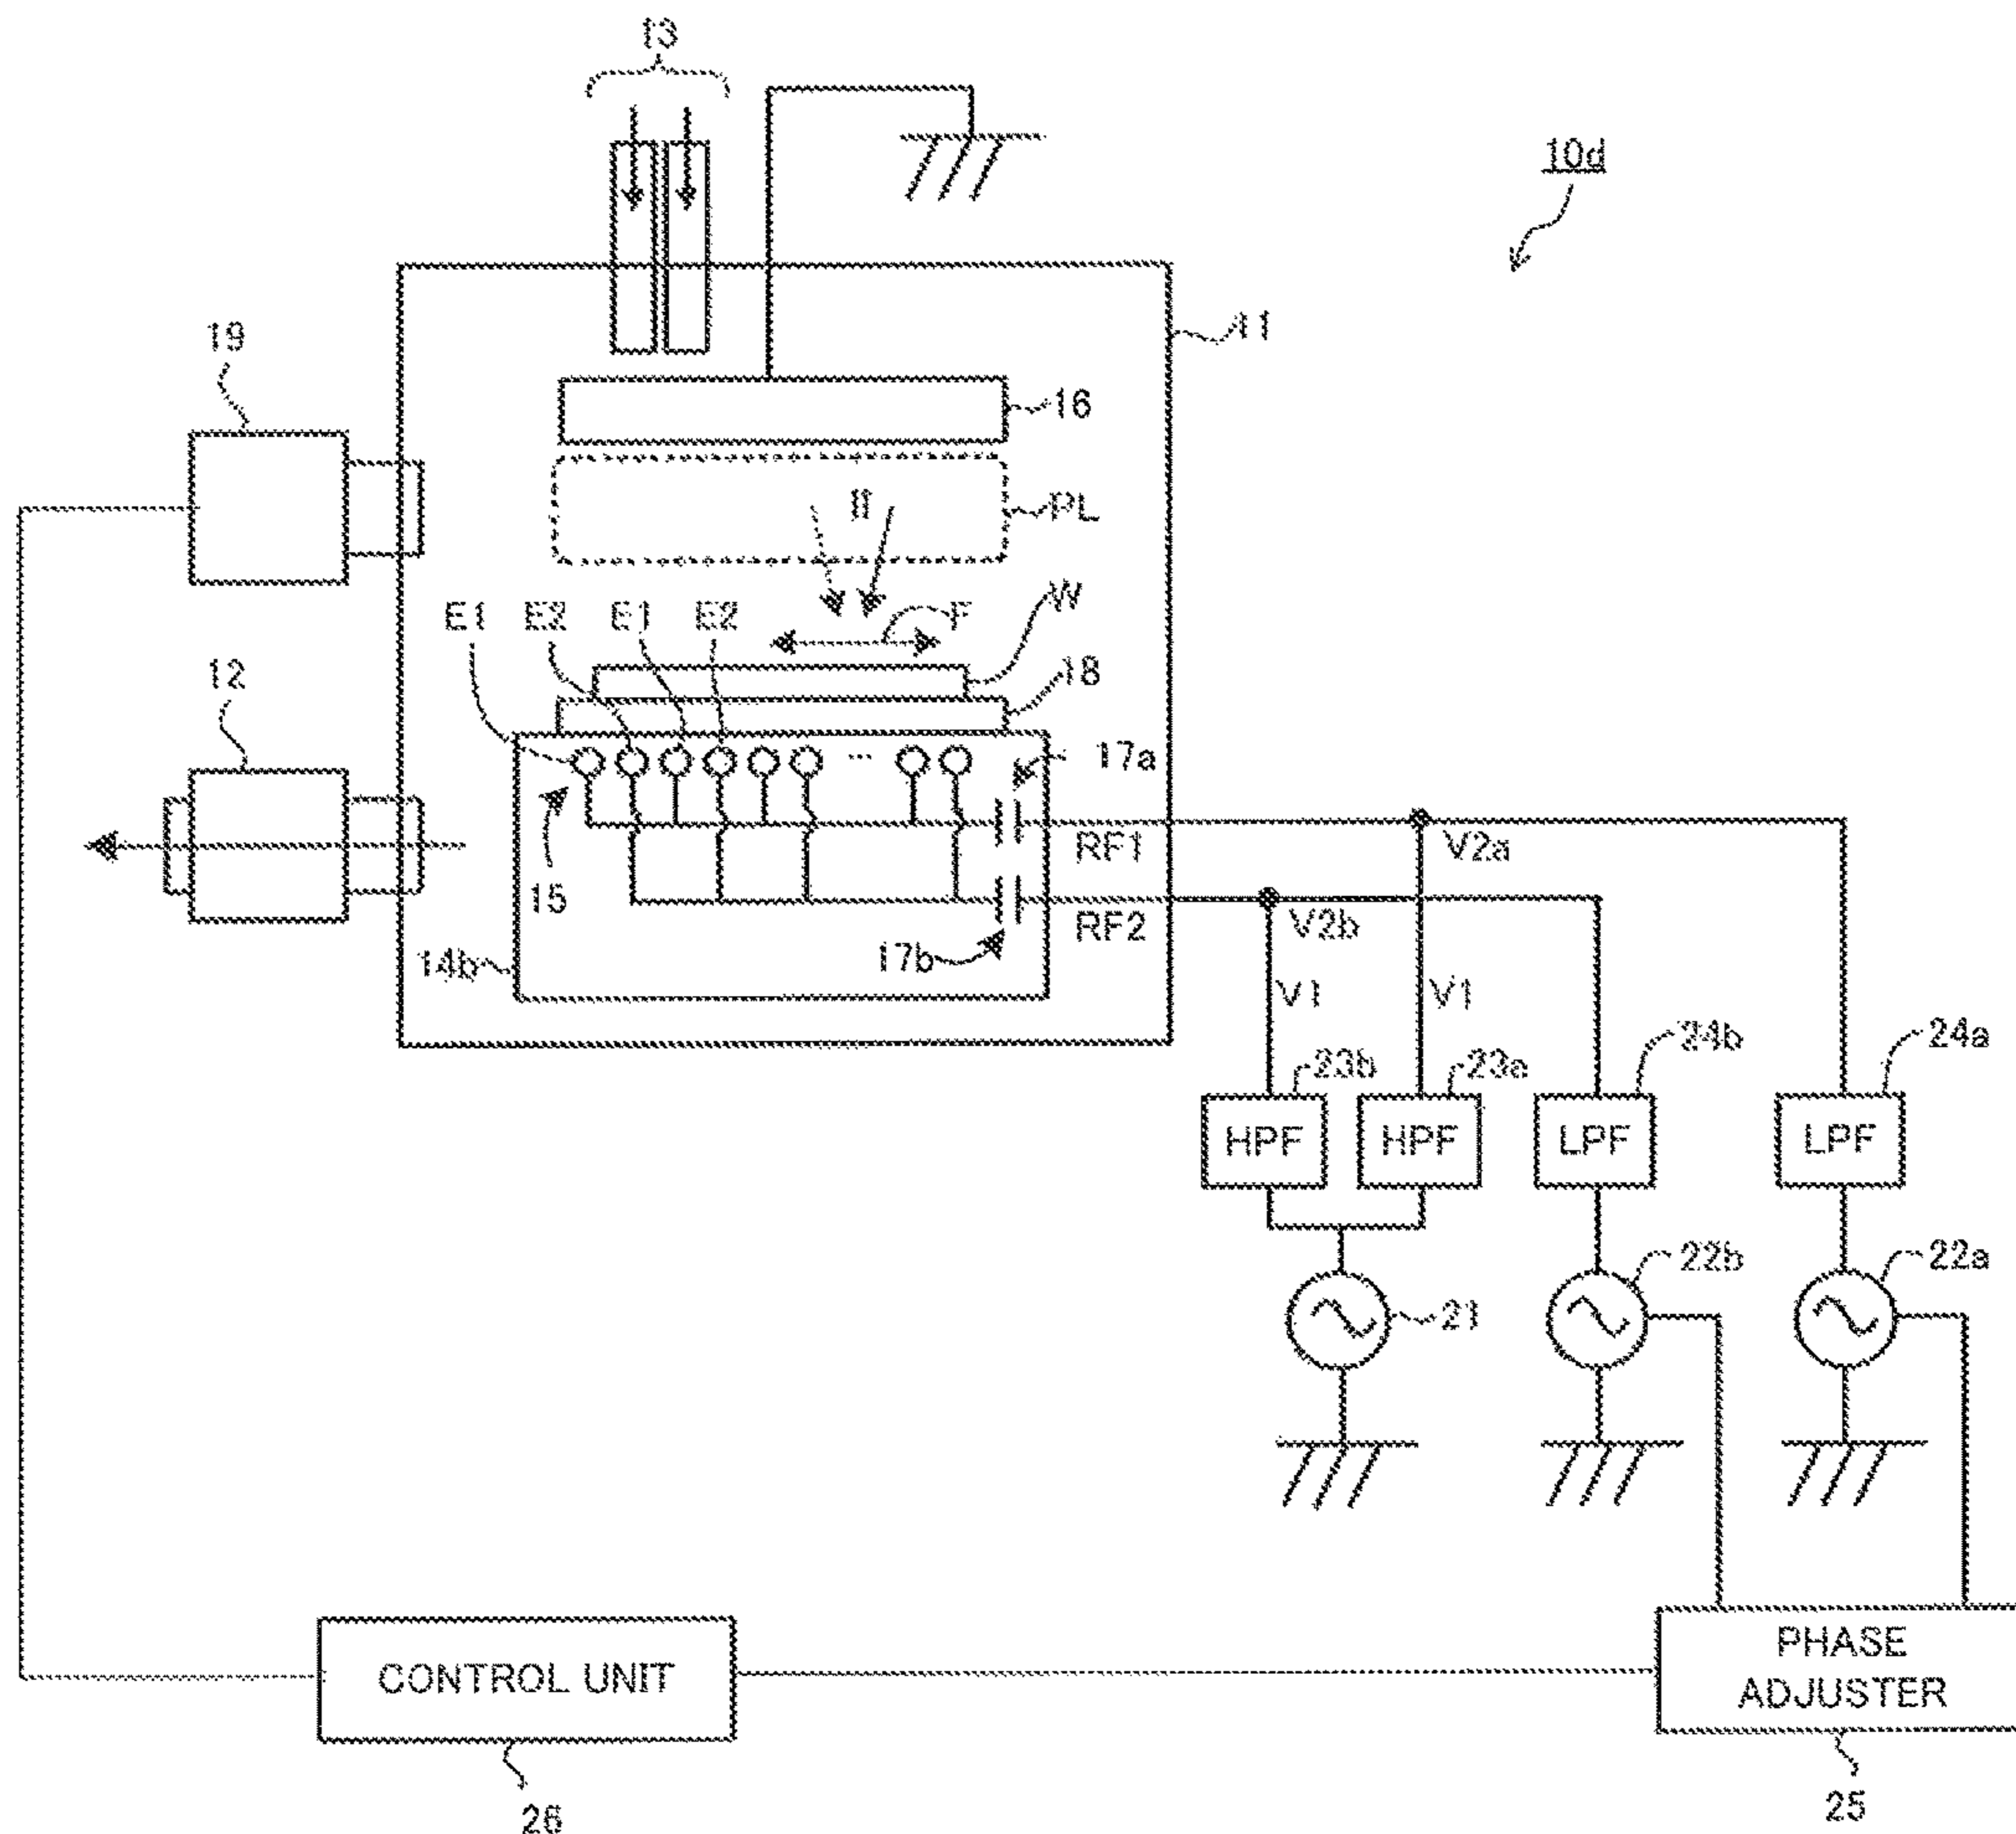 13
10d
11
19
16
II
PL
E1 E2 E1 E2
F
W
18
12
17a
15
RF1
V2a
RF2
V2b
17b
14b
V1
V1
23b
23a
24b
24a
HPF
HPF
LPF
LPF
21
22b
22a
CONTROL UNIT
PHASE
ADJUSTER
26
25